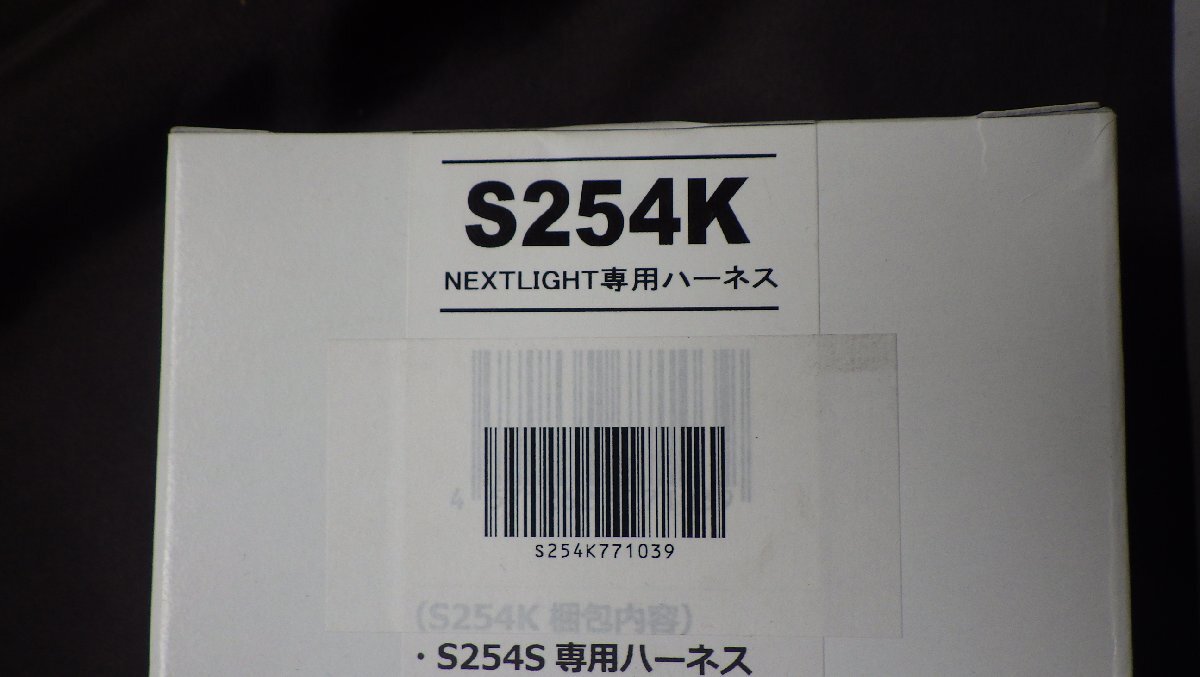 S254K
NEXTLIGHT専用ハーネス
S254K771039
(S254K 梱包内容)
・S254S 専用ハーネス